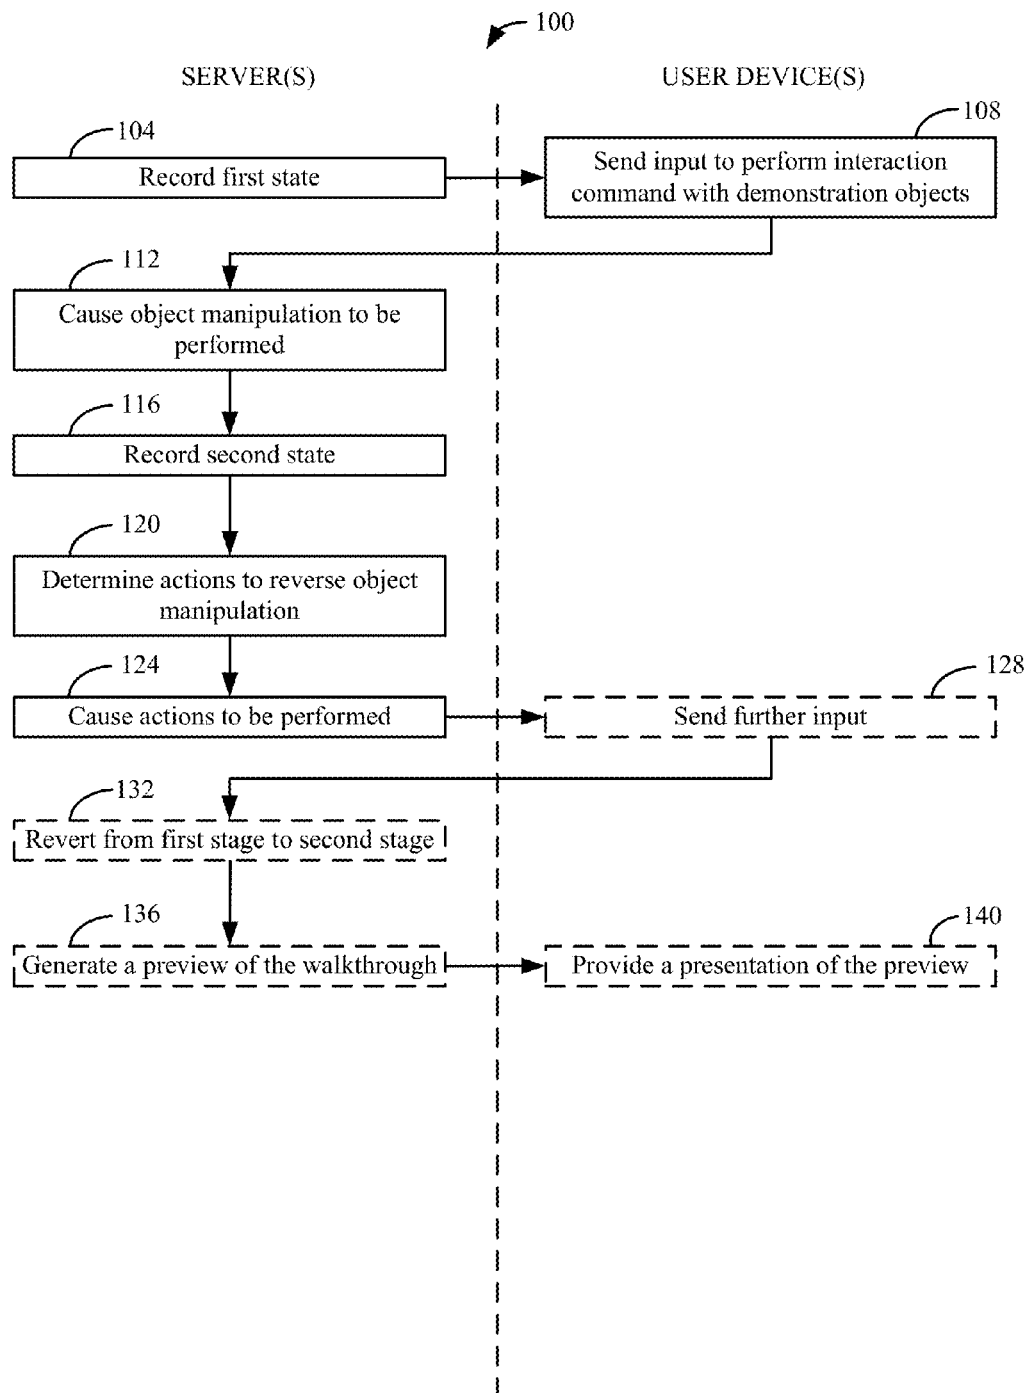 100
SERVER(S)
USER DEVICE(S)
104
108
Record first state
Send input to perform interaction
command with demonstration objects
112
Cause object manipulation to be
performed
116
Record second state
120
Determine actions to reverse object
manipulation
124
128
Cause actions to be performed
Send further input
132
Revert from first stage to second stage
136
140
Generate a preview of the walkthrough
Provide a presentation of the preview